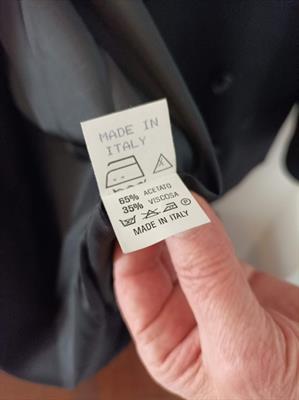 MADE IN
ITALY
65% ACETATO
35% VISCOSA
MADE IN ITALY